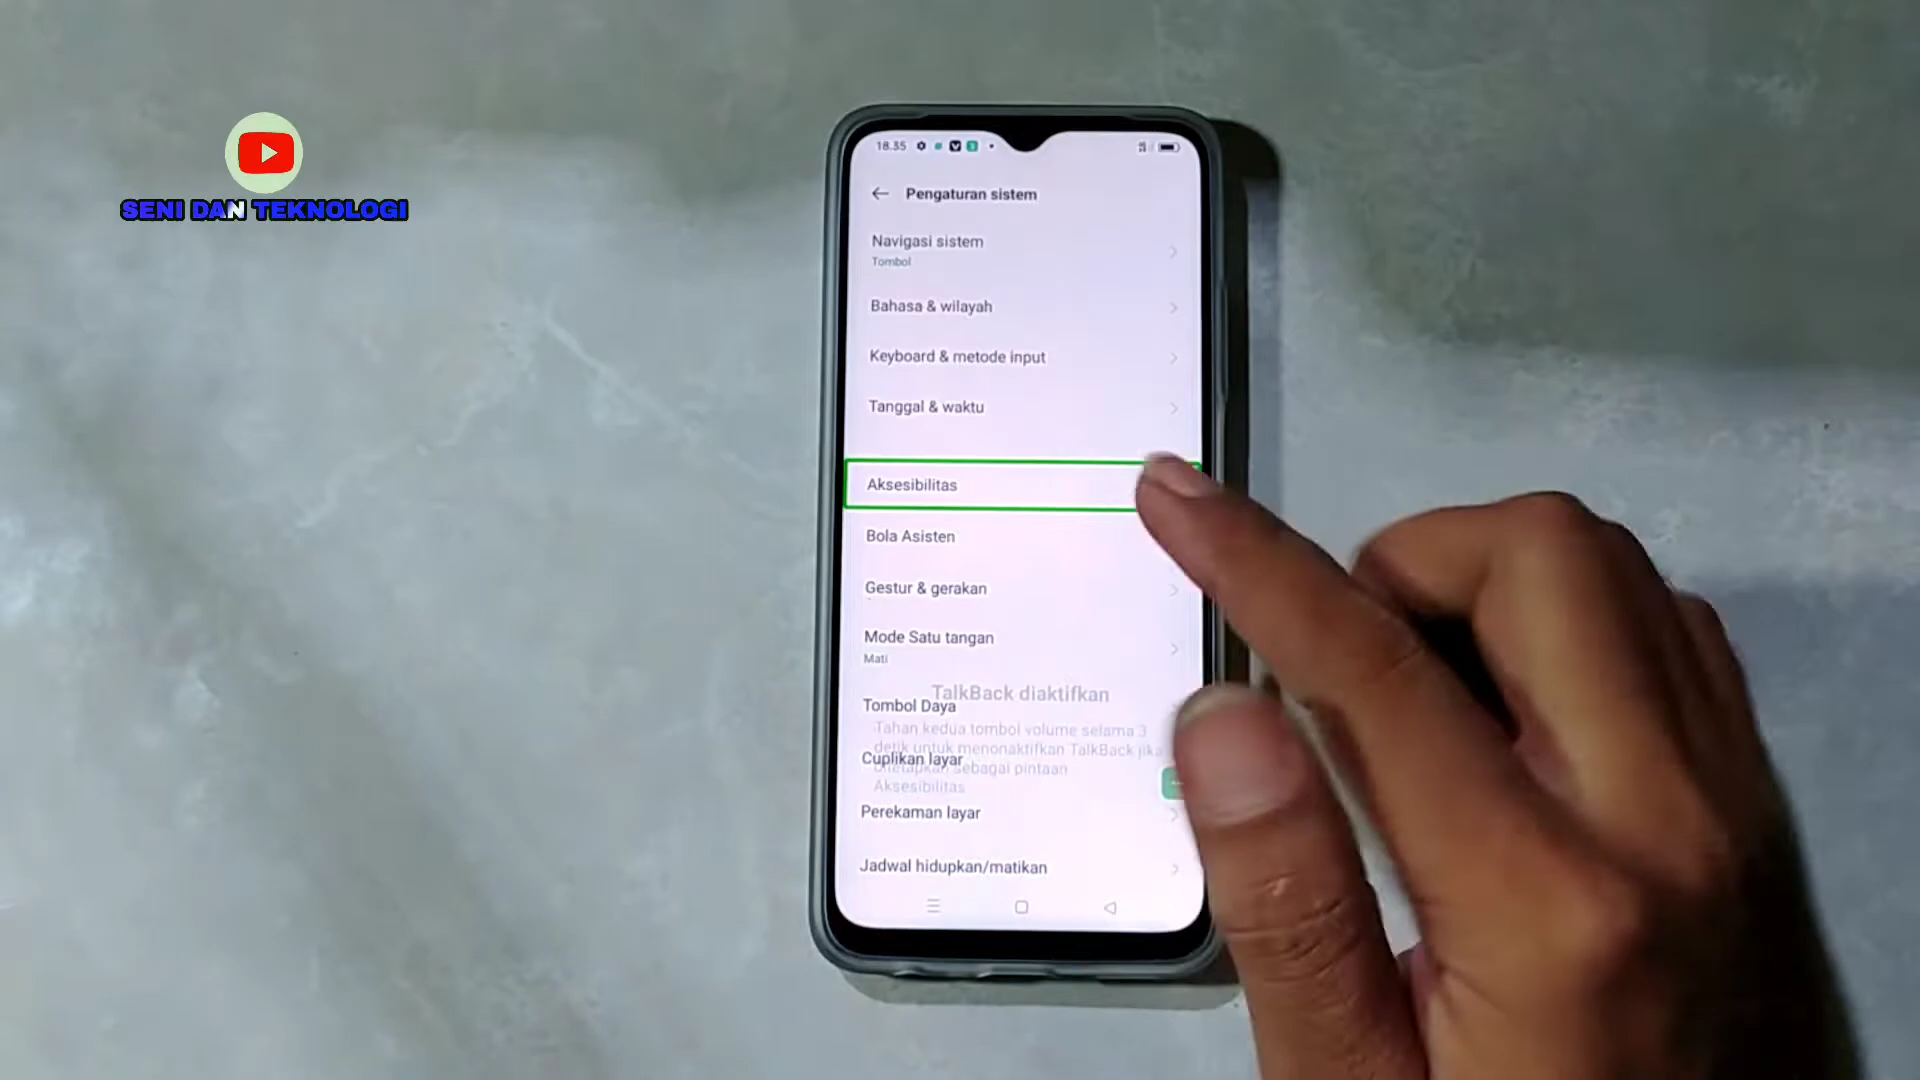 SENI DAN TEKNOLOGI
18.35
Pengaturan sistem
Navigasi sistem
Tombol
Bahasa & wilayah
Keyboard & metode input
Tanggal & waktu
Aksesibilitas
Bola Asisten
Gestur & gerakan
Mode Satu tangan
Mati
TalkBack diaktifkan
Tombol Daya
Tahan kedua tombol volume selama 3
detik untuk menonaktifkan TalkBack jika
Cuplikan layar
ditetapkan sebagai pintaan
Aksesibilitas
Perekaman layar
Jadwal hidupkan/matikan